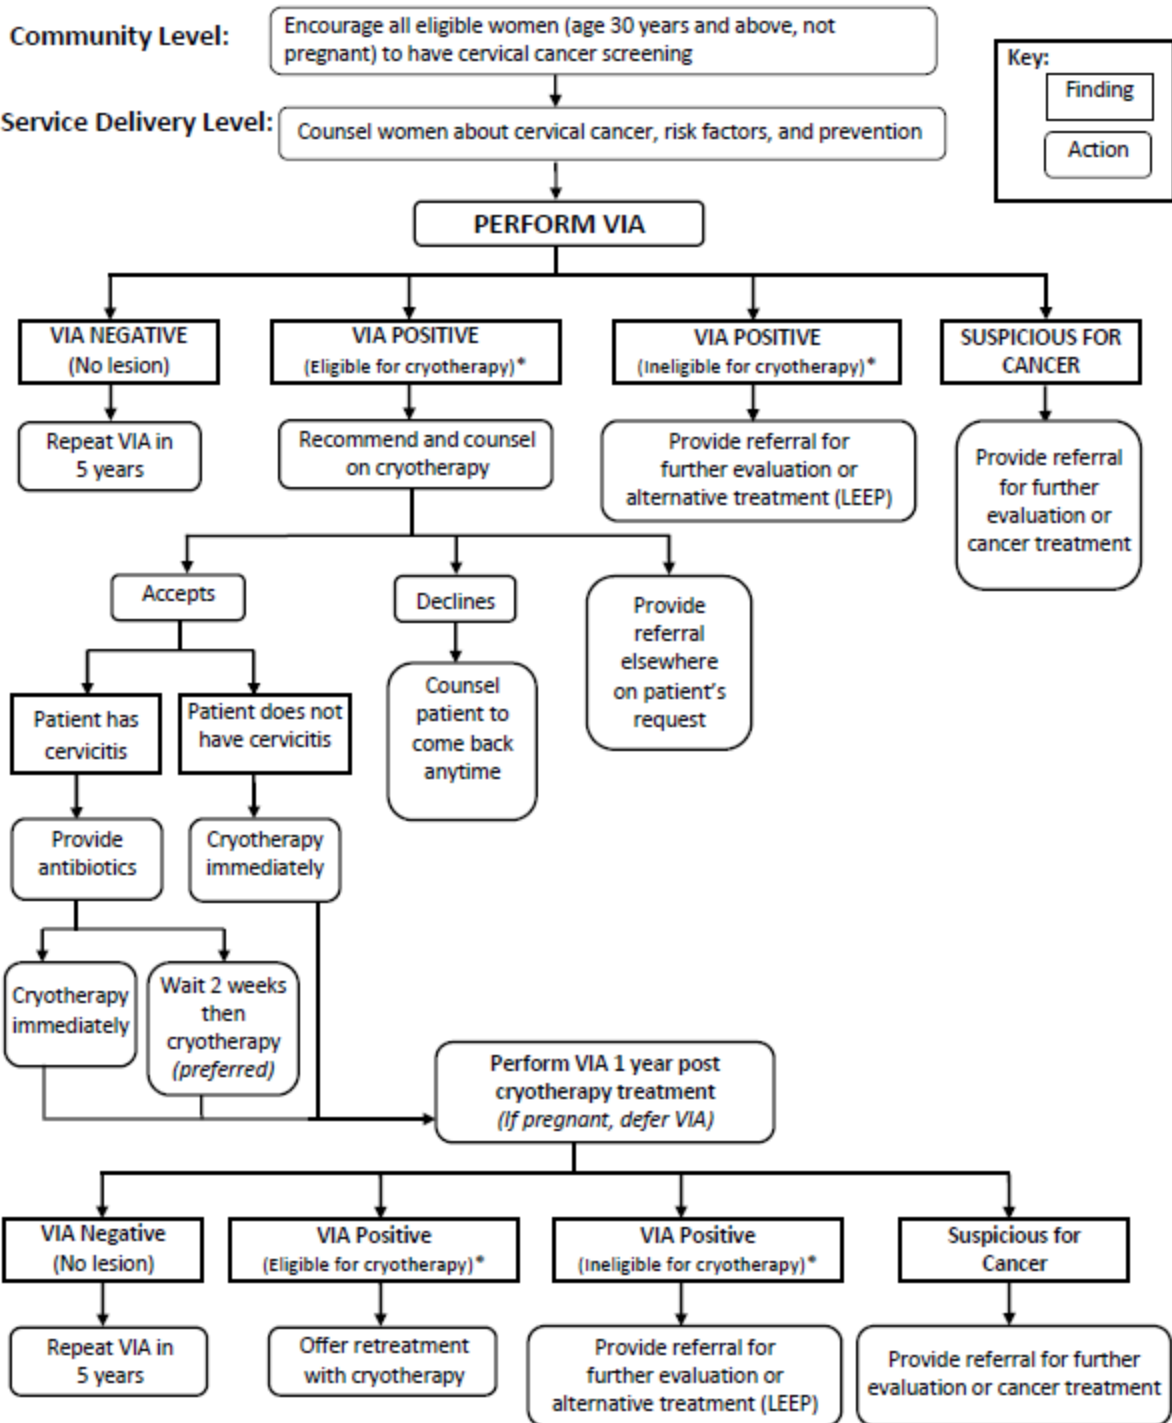 Community Level:
Encourage all eligible women (age 30 years and above, not
pregnant) to have cervical cancer screening
Key:
Finding
Action
Service Delivery Level:
Counsel women about cervical cancer, risk factors, and prevention
PERFORM VIA
VIA NEGATIVE
(No lesion)
VIA POSITIVE
(Eligible for cryotherapy)*
VIA POSITIVE
(Ineligible for cryotherapy)*
SUSPICIOUS FOR
CANCER
Repeat VIA in
5 years
Recommend and counsel
on cryotherapy
Provide referral for
further evaluation or
alternative treatment (LEEP)
Provide referral
for further
evaluation or
cancer treatment
Accepts
Declines
Provide
referral
elsewhere
on patient's
request
Patient has
cervicitis
Patient does not
have cervicitis
Counsel
patient to
come back
anytime
Provide
antibiotics
Cryotherapy
immediately
Cryotherapy
immediately
Wait 2 weeks
then
cryotherapy
(preferred)
Perform VIA 1 year post
cryotherapy treatment
(If pregnant, defer VIA)
VIA Negative
(No lesion)
VIA Positive
(Eligible for cryotherapy)*
VIA Positive
(Ineligible for cryotherapy)*
Suspicious for
Cancer
Repeat VIA in
5 years
Offer retreatment
with cryotherapy
Provide referral for
further evaluation or
alternative treatment (LEEP)
Provide referral for further
evaluation or cancer treatment